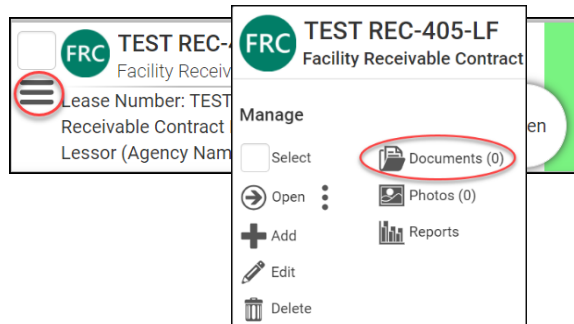 FRC
TEST REC-4
Facility Receiv
Lease Number: TEST
Receivable Contract
Lessor (Agency Nam
en
FRC
TEST REC-405-LF
Facility Receivable Contract
Manage
Select
Documents (0)
Open
Photos (0)
Add
Reports
Edit
Delete